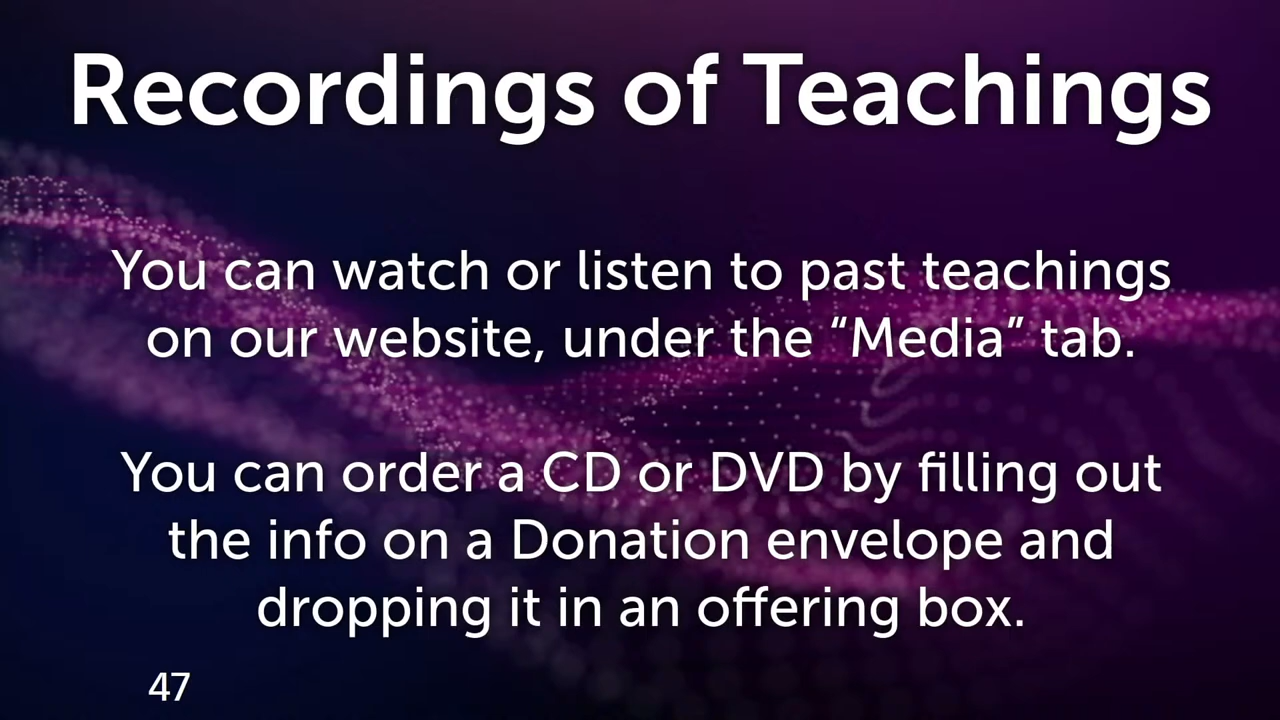 Recordings of Teachings
You can watch or listen to past teachings
on our website, under the “Media” tab.
You can order a CD or DVD by filling out
the info on a Donation envelope and
dropping it in an offering box.
47